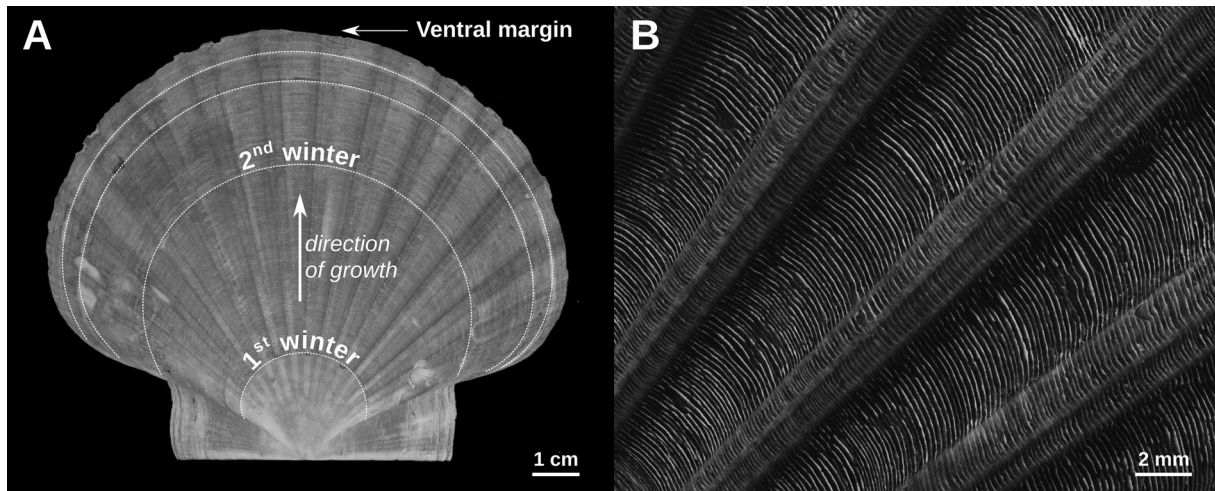 A
Ventral margin
2nd winter
direction
of growth
1st winter
1 cm
B
2 mm